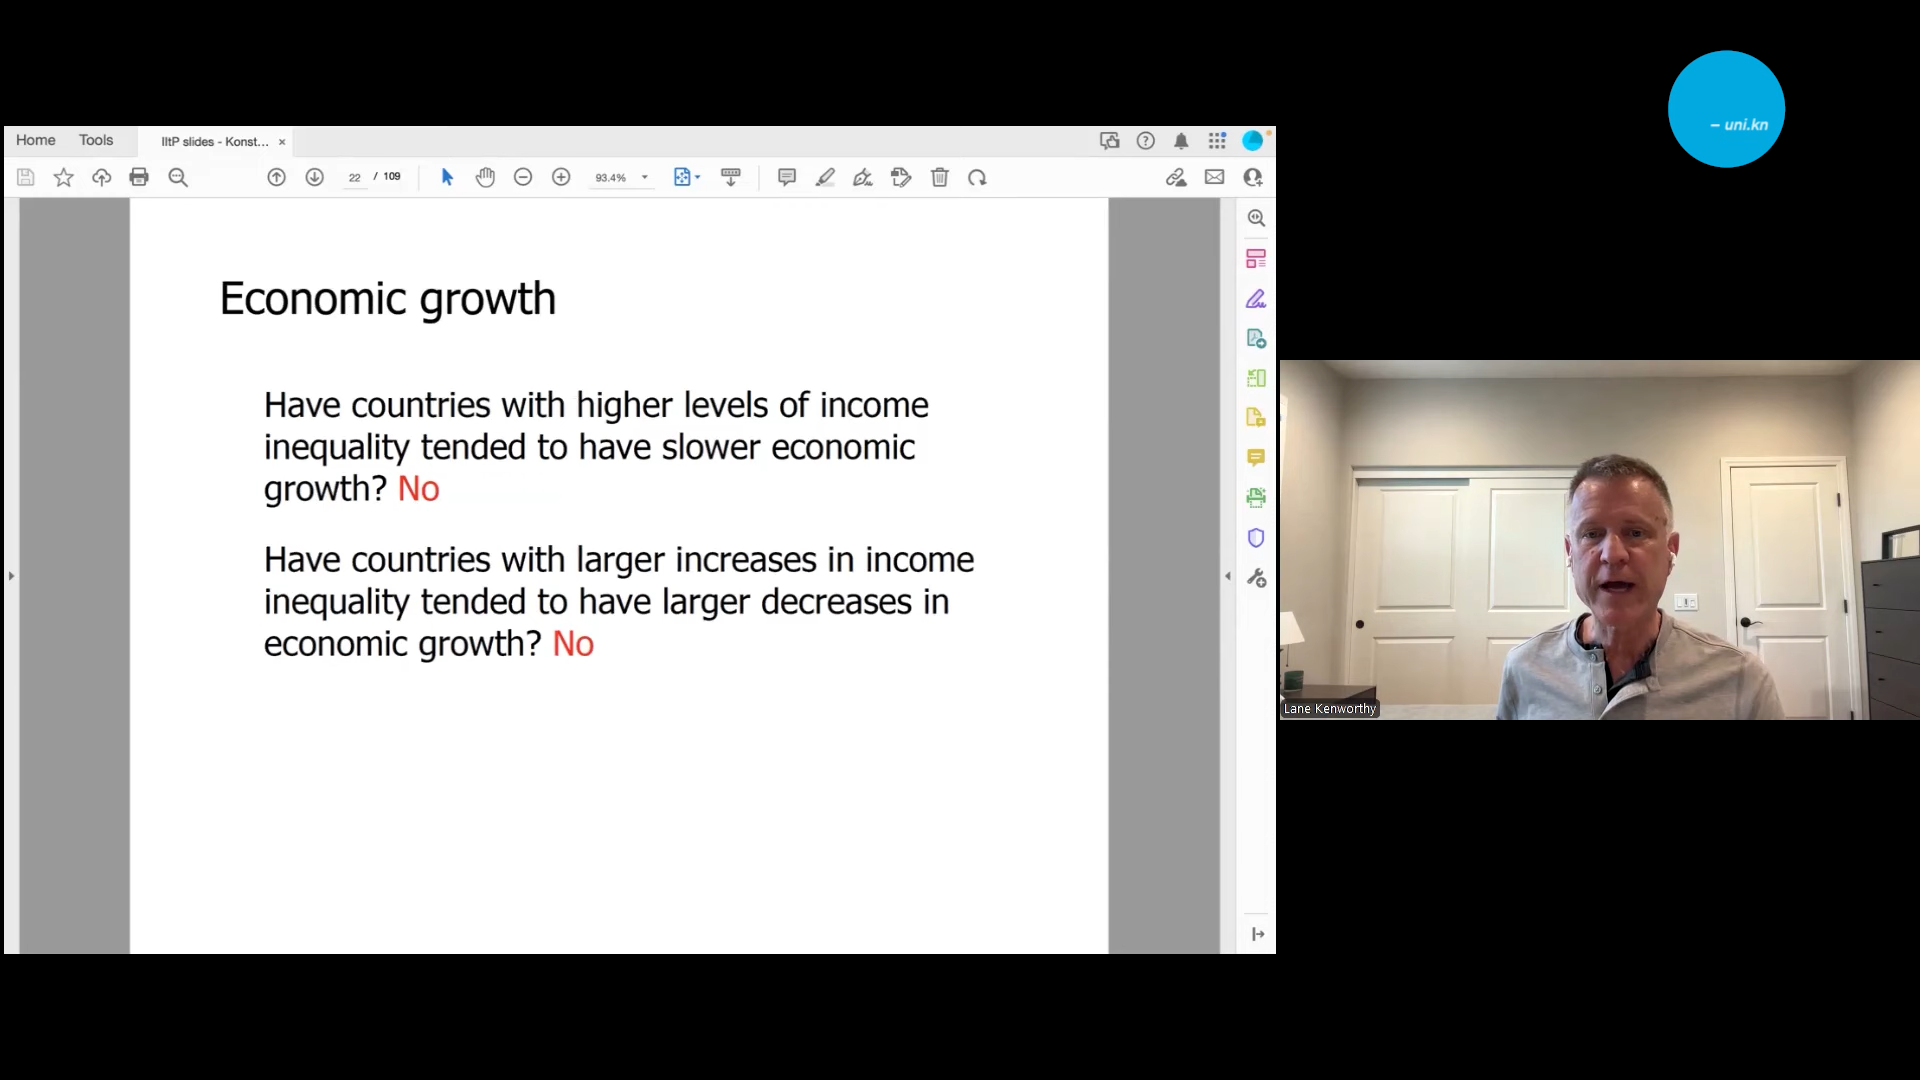 – uni.kn
Home Tools IItP slides - Konst... ×
22 / 109 93.4%
Economic growth
Have countries with higher levels of income
inequality tended to have slower economic
growth? No
Have countries with larger increases in income
inequality tended to have larger decreases in
economic growth? No
Lane Kenworthy